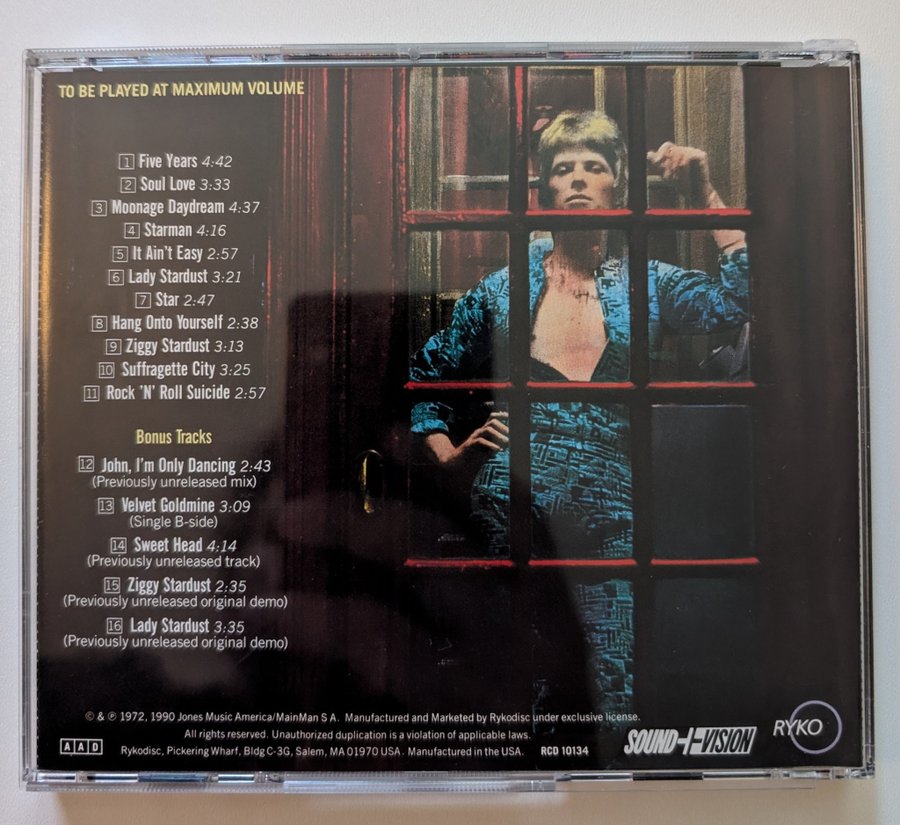 TO BE PLAYED AT MAXIMUM VOLUME
1 Five Years 4:42
2 Soul Love 3:33
3 Moonage Daydream 4:37
4 Starman 4:16
5 It Ain't Easy 2:57
6 Lady Stardust 3:21
7 Star 2:47
8 Hang Onto Yourself 2:38
9 Ziggy Stardust 3:13
10 Suffragette City 3:25
11 Rock 'N' Roll Suicide 2:57
Bonus Tracks
12 John, I'm Only Dancing 2:43
(Previously unreleased mix)
13 Velvet Goldmine 3:09
(Single B-side)
14 Sweet Head 4:14
(Previously unreleased track)
15 Ziggy Stardust 2:35
(Previously unreleased original demo)
16 Lady Stardust 3:35
(Previously unreleased original demo)
© & ℗ 1972, 1990 Jones Music America/MainMan S A. Manufactured and Marketed by Rykodisc under exclusive license.
All rights reserved. Unauthorized duplication is a violation of applicable laws.
AAD Rykodisc, Pickering Wharf, Bldg C-3G, Salem, MA 01970 USA. Manufactured in the USA. RCD 10134
SOUND+VISION
RYKO